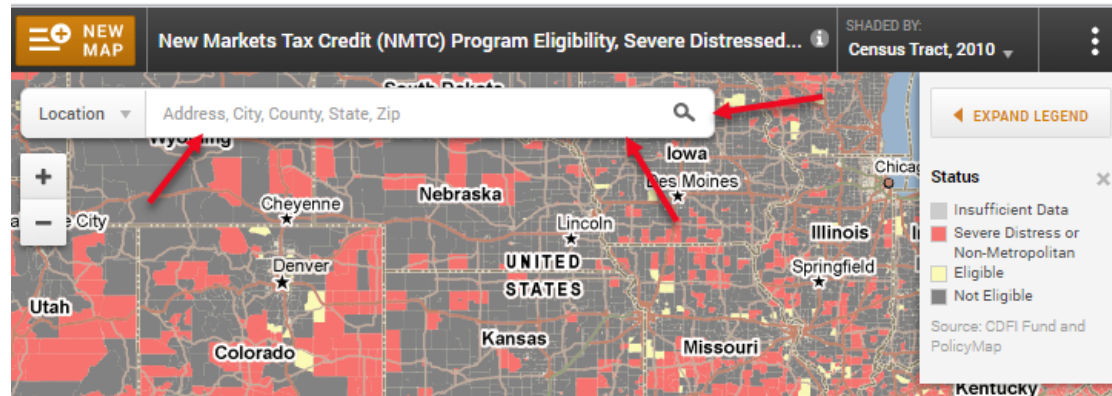 NEW
MAP
New Markets Tax Credit (NMTC) Program Eligibility, Severe Distressed...
SHADED BY:
Census Tract, 2010
Location
Address, City, County, State, Zip
EXPAND LEGEND
Status
Insufficient Data
Severe Distress or
Non-Metropolitan
Eligible
Not Eligible
Source: CDFI Fund and
PolicyMap
South Dakota
Wyoming
Iowa
Chicag
Des Moines
Nebraska
Cheyenne
e City
Lincoln
Illinois
UNITED
STATES
Denver
Springfield
Utah
Kansas
Missouri
Colorado
Kentucky